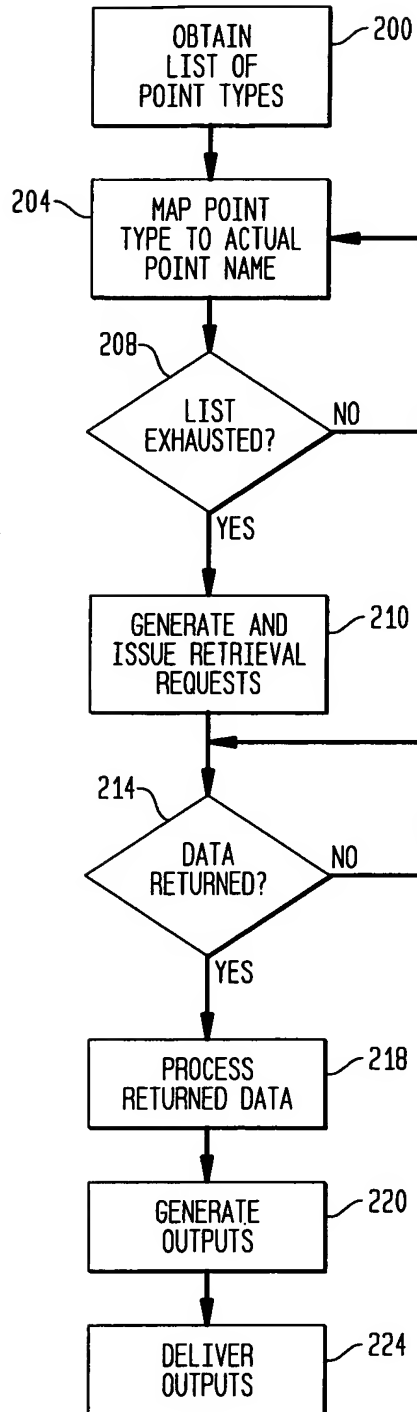 OBTAIN
LIST OF
POINT TYPES
200
204
MAP POINT
TYPE TO ACTUAL
POINT NAME
208
LIST
EXHAUSTED?
NO
YES
GENERATE AND
ISSUE RETRIEVAL
REQUESTS
210
214
DATA
RETURNED?
NO
YES
PROCESS
RETURNED DATA
218
GENERATE
OUTPUTS
220
DELIVER
OUTPUTS
224